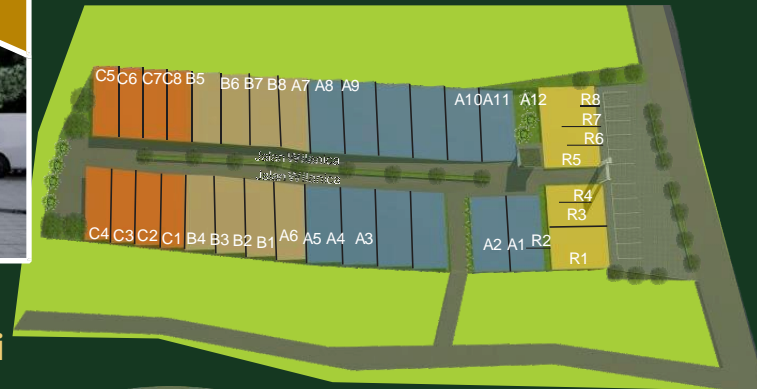 C5 C6 C7 C8 B5 B6 B7 B8 A7 A8 A9 A10 A11 A12 R8
R7
R6
R5
R4
R3
C4 C3 C2 C1 B4 B3 B2 B1 A6 A5 A4 A3 A2 A1 R2
R1
i